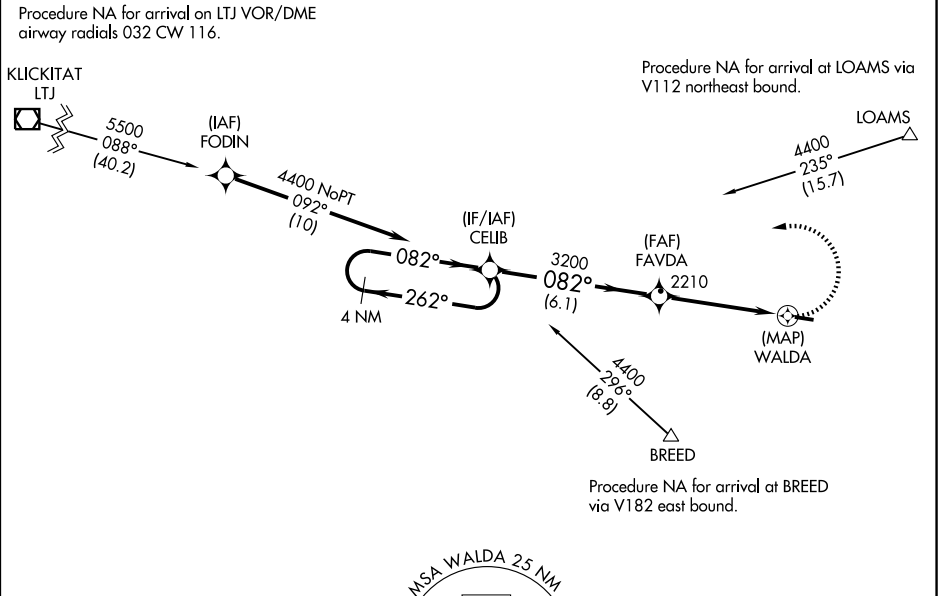 Procedure NA for arrival on LTJ VOR/DME
airway radials 032 CW 116.
KLICKITAT
LTJ
5500
088°
(40.2)
(IAF)
FODIN
4400 NoPT
092°
(10)
Procedure NA for arrival at LOAMS via
V112 northeast bound.
LOAMS
4400
235°
(15.7)
(IF/IAF)
CELIB
082°
262°
4 NM
3200
082°
(6.1)
(FAF)
FAVDA
2210
(MAP)
WALDA
4400
296°
(8.8)
BREED
Procedure NA for arrival at BREED
via V182 east bound.
MSA WALDA 25 NM